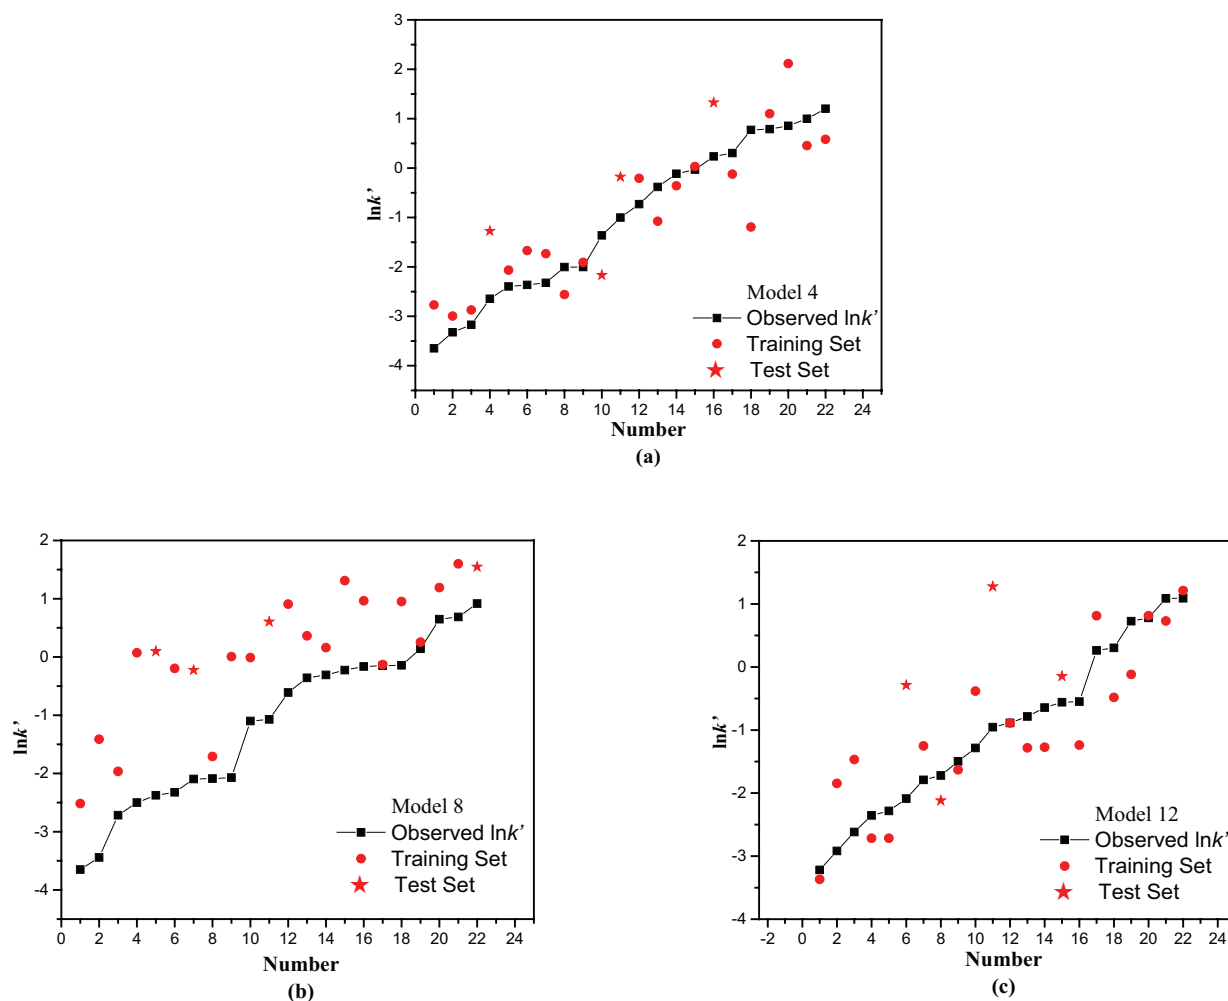 3
2
1
0
-1
-2
-3
-4
lnk’
Model 4
Observed lnk’
Training Set
Test Set
0 2 4 6 8 10 12 14 16 18 20 22 24
Number
(a)
2
1
0
-1
-2
-3
-4
lnk’
Model 8
Observed lnk’
Training Set
Test Set
0 2 4 6 8 10 12 14 16 18 20 22 24
Number
(b)
2
1
0
-1
-2
-3
-4
lnk’
Model 12
Observed lnk’
Training Set
Test Set
-2 0 2 4 6 8 10 12 14 16 18 20 22 24
Number
(c)